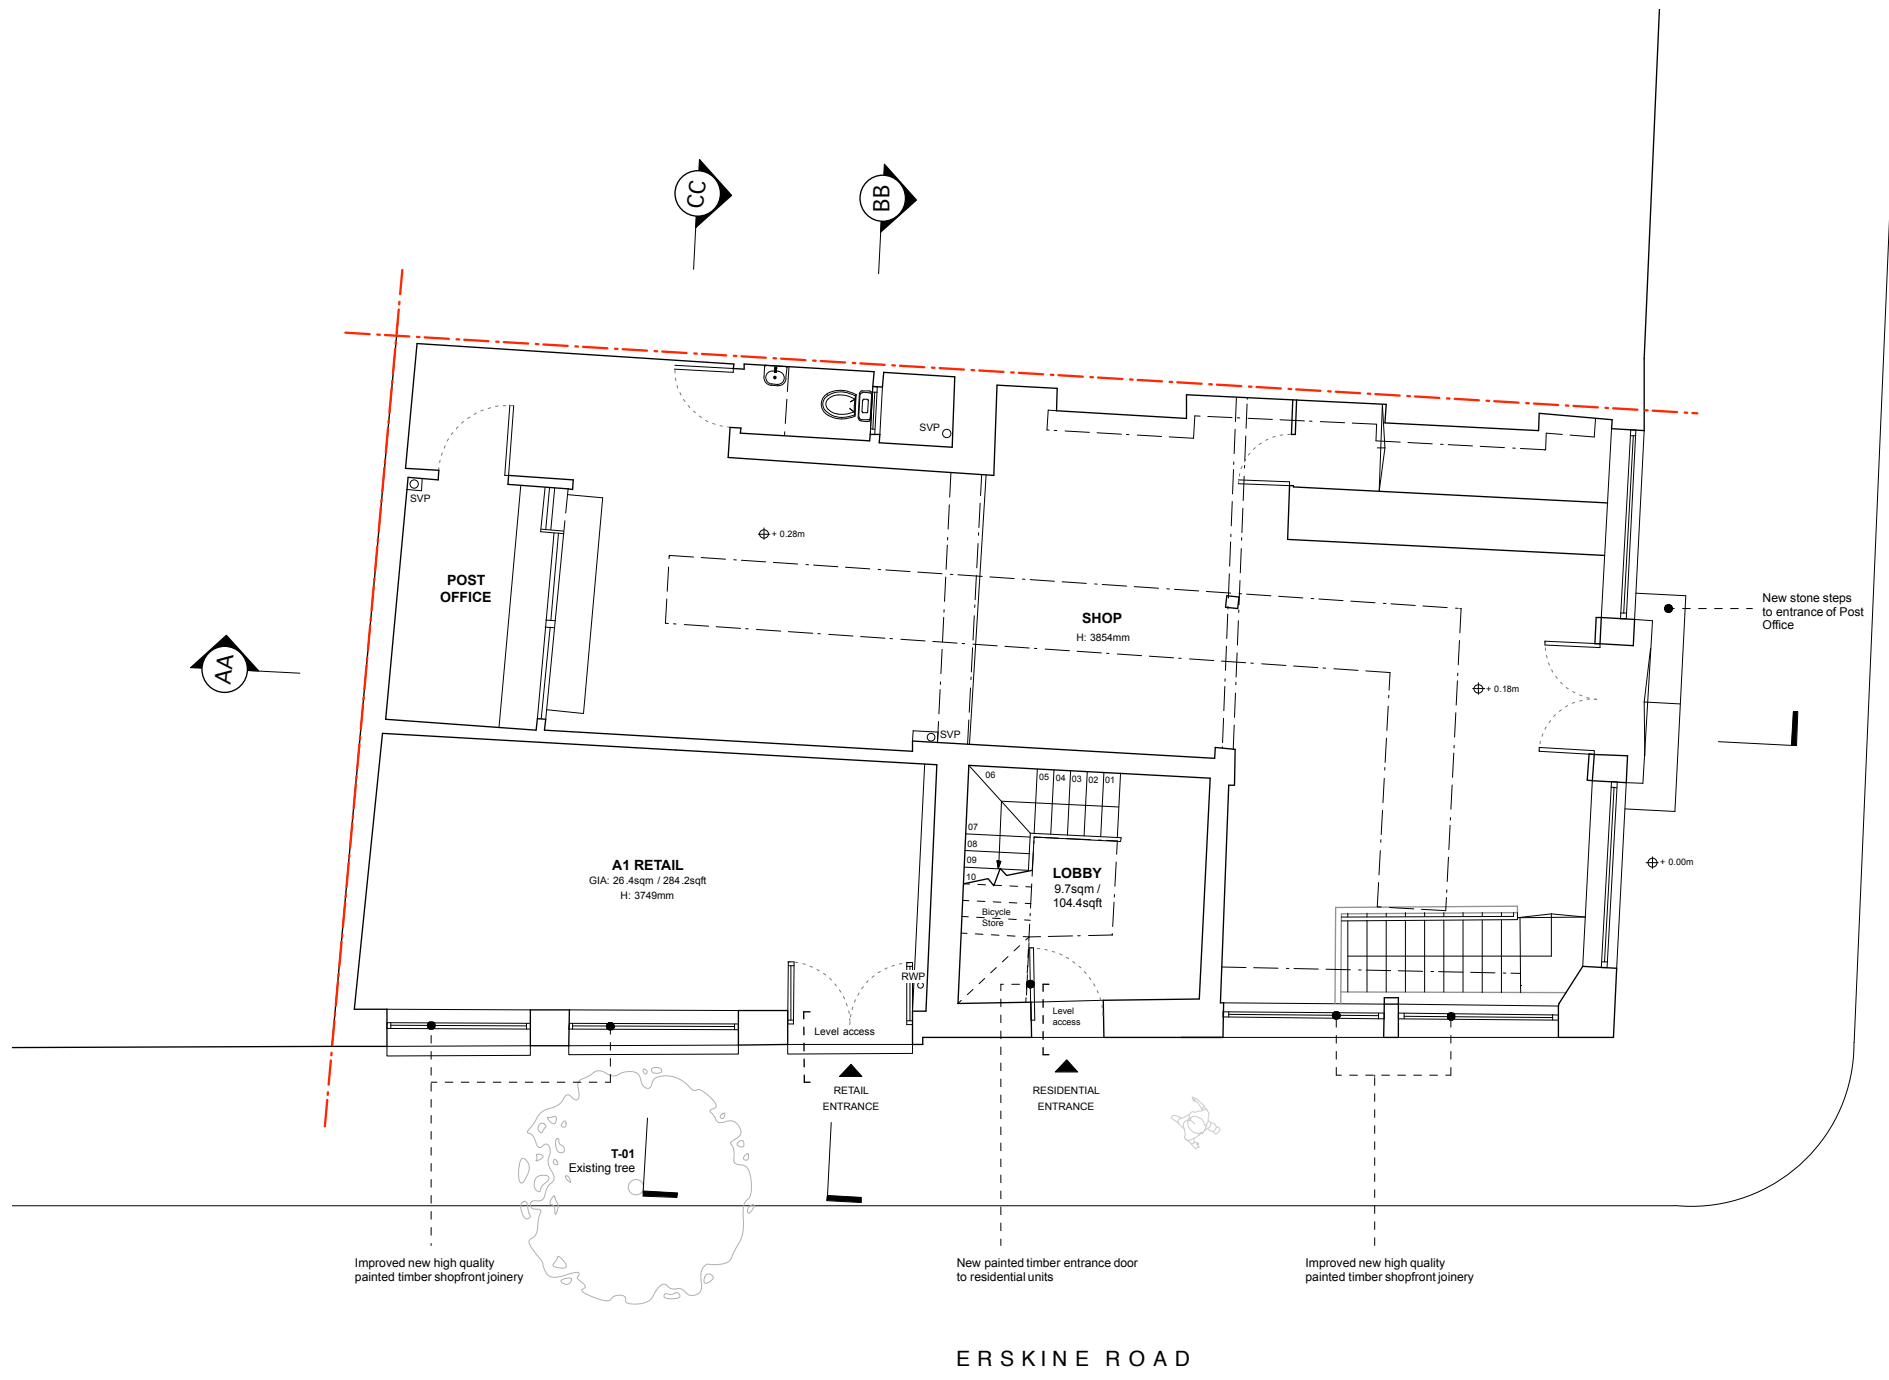 CC
BB
SVP
SVP
+ 0.28m
POST
OFFICE
SHOP
H: 3854mm
New stone steps
to entrance of Post
Office
AA
+ 0.18m
SVP
06
05 04 03 02 01
07
08
09
10
A1 RETAIL
GIA: 26.4sqm / 284.2sqft
H: 3749mm
LOBBY
9.7sqm /
104.4sqft
+ 0.00m
Bicycle
Store
RWP
Level access
Level
access
RETAIL
ENTRANCE
RESIDENTIAL
ENTRANCE
T-01
Existing tree
Improved new high quality
painted timber shopfront joinery
New painted timber entrance door
to residential units
Improved new high quality
painted timber shopfront joinery
ERSKINE ROAD